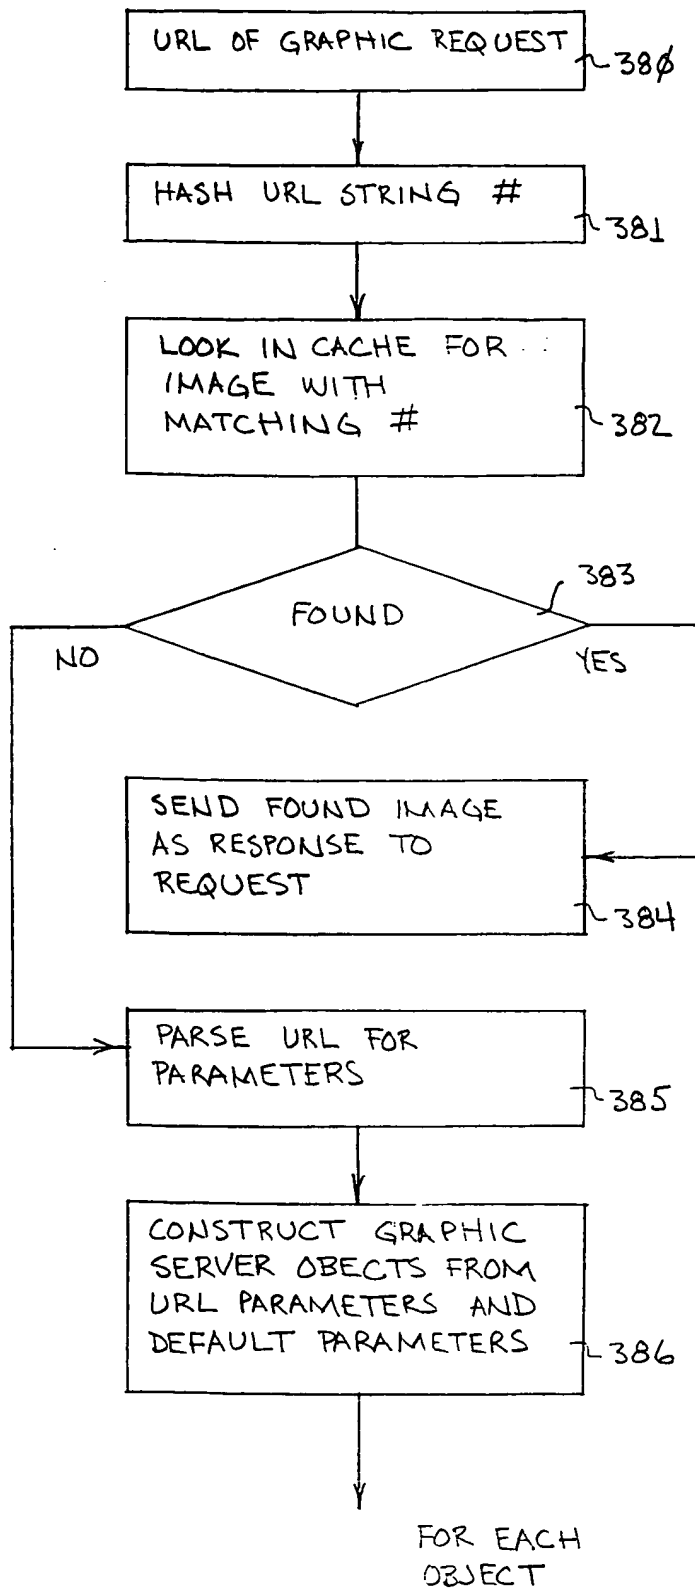 URL OF GRAPHIC REQUEST
380
HASH URL STRING #
381
LOOK IN CACHE FOR
IMAGE WITH
MATCHING #
382
383
FOUND
NO
YES
SEND FOUND IMAGE
AS RESPONSE TO
REQUEST
384
PARSE URL FOR
PARAMETERS
385
CONSTRUCT GRAPHIC
SERVER OBECTS FROM
URL PARAMETERS AND
DEFAULT PARAMETERS
386
FOR EACH
OBJECT